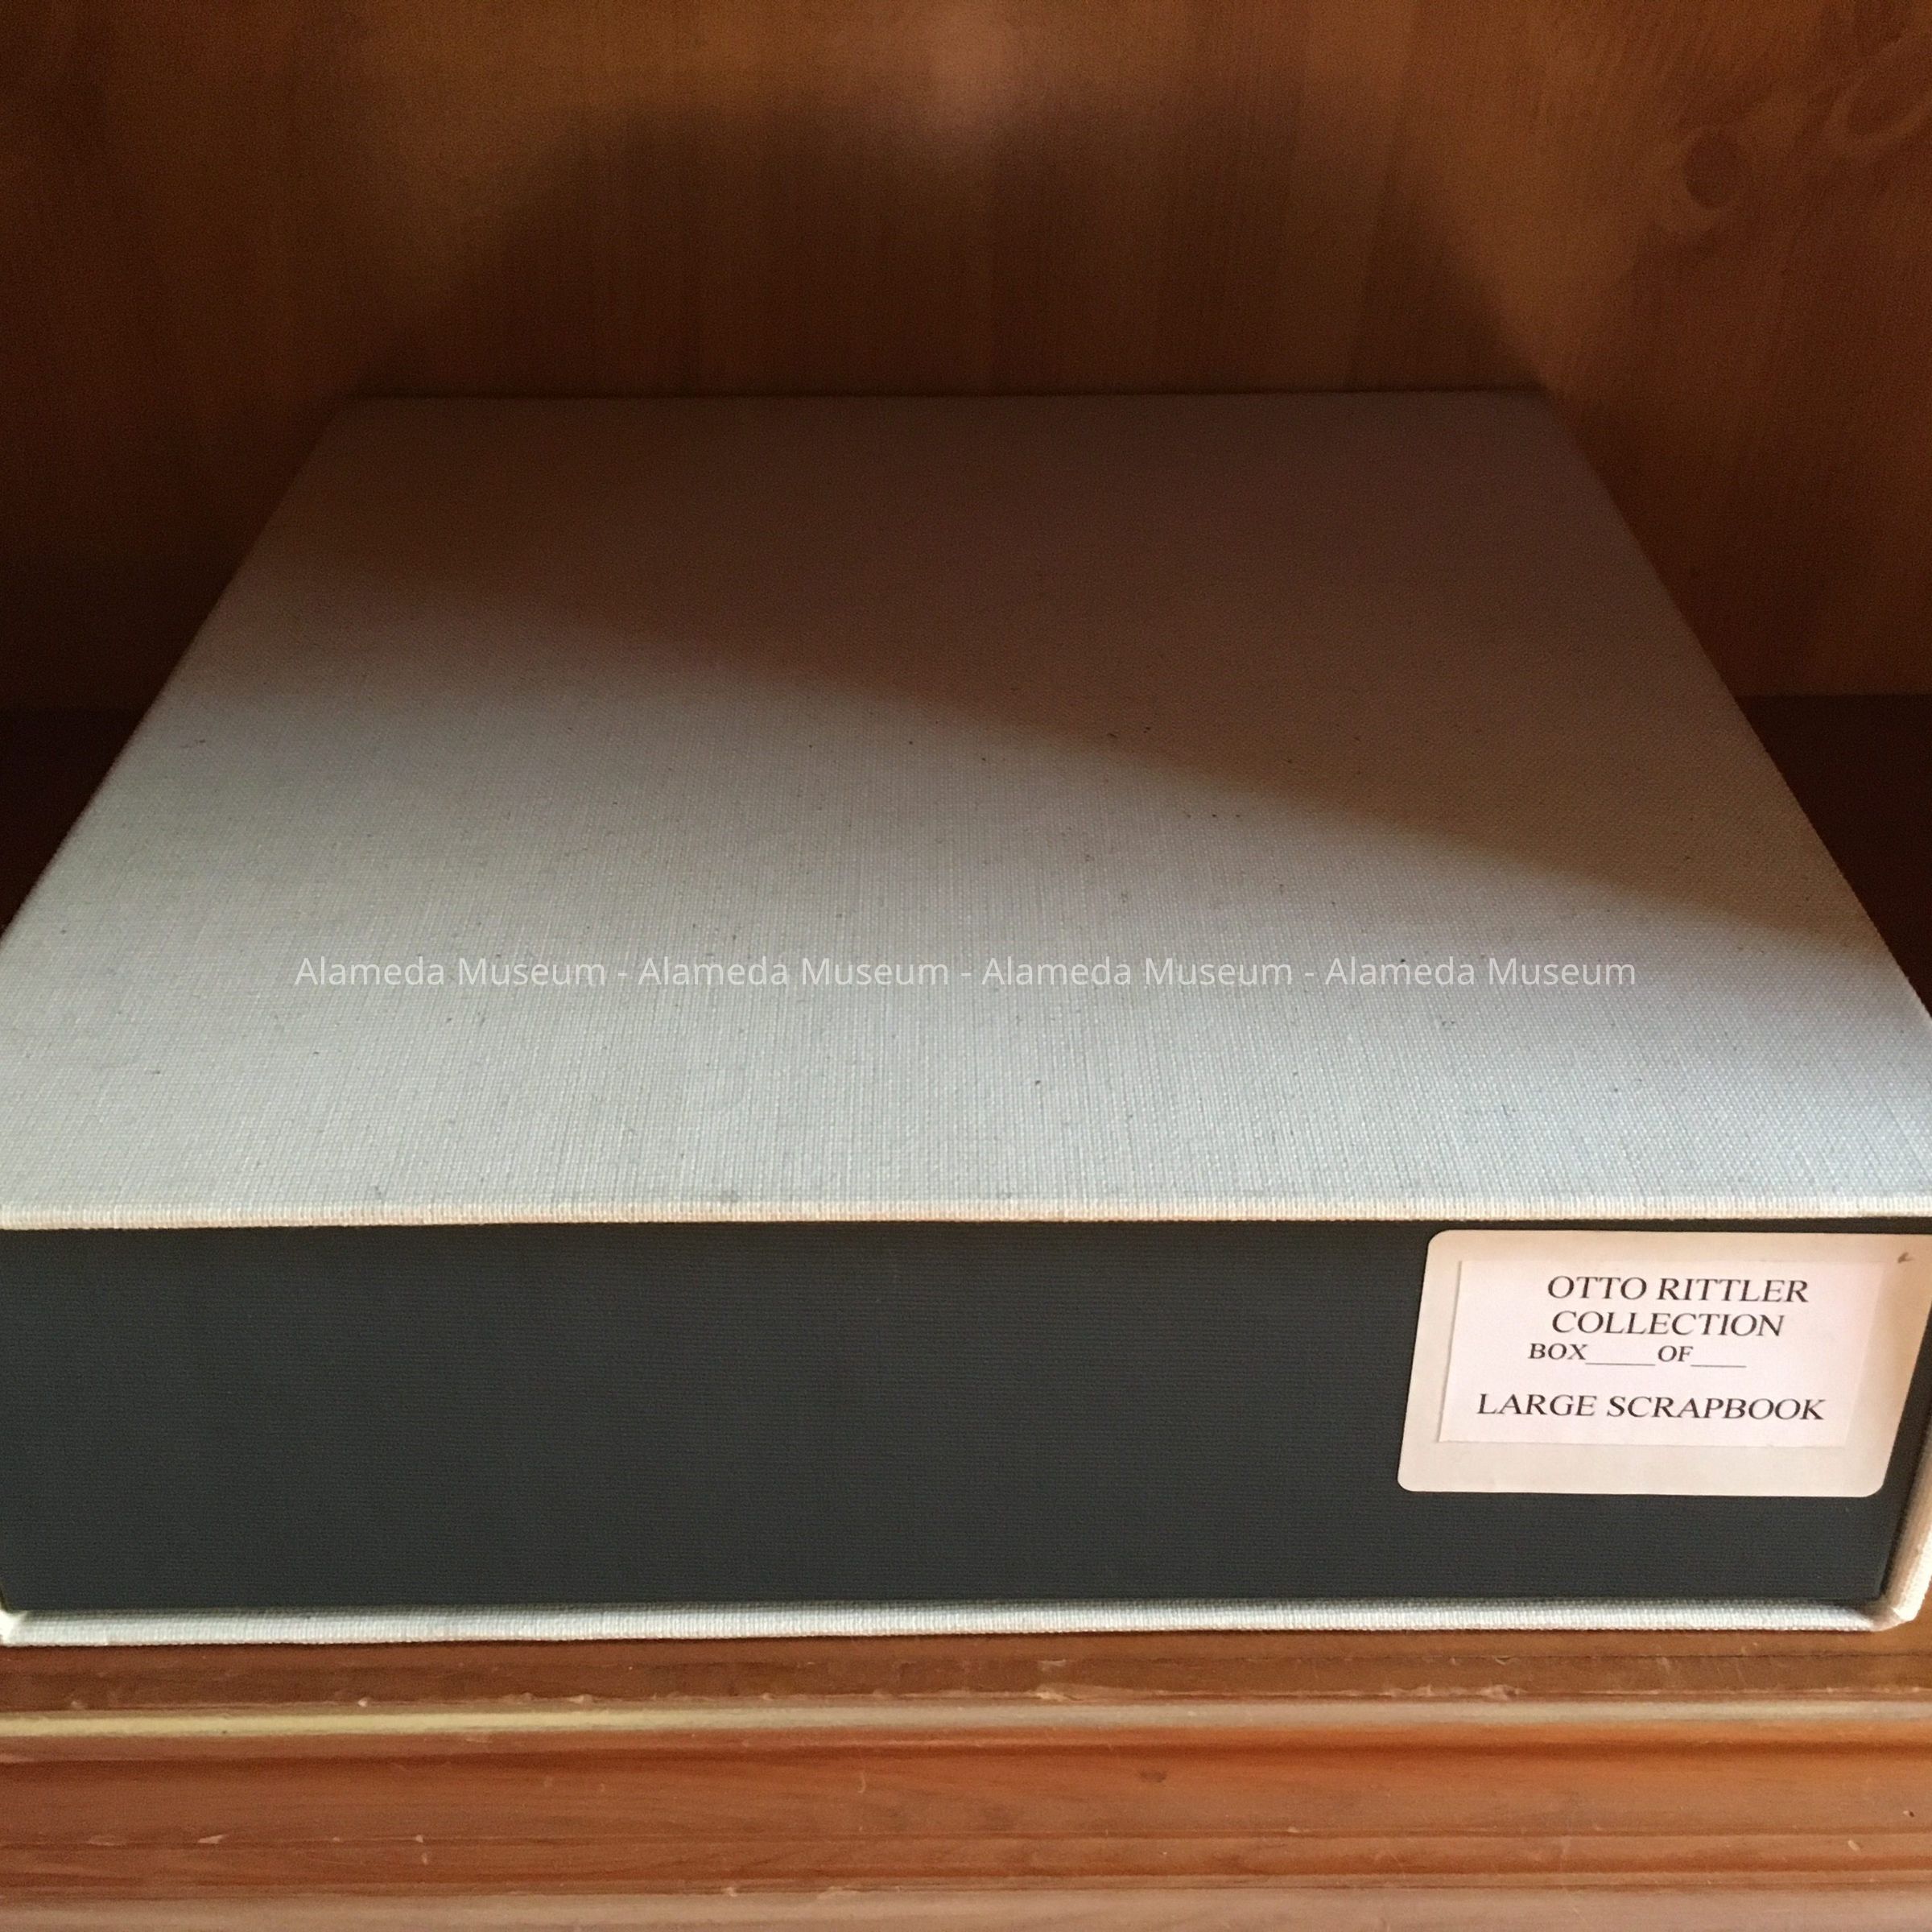 Alameda Museum - Alameda Museum - Alameda Museum - Alameda Museum
OTTO RITTLER
COLLECTION
BOX_____OF____
LARGE SCRAPBOOK